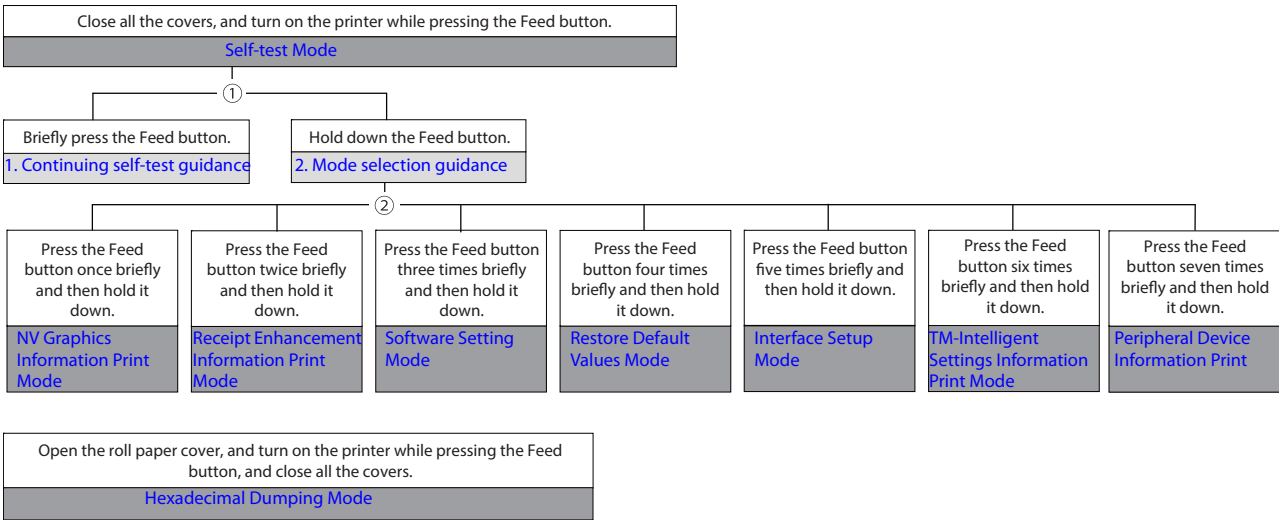 Close all the covers, and turn on the printer while pressing the Feed button.
Self-test Mode
①
Briefly press the Feed button.
1. Continuing self-test guidance
Hold down the Feed button.
2. Mode selection guidance
②
Press the Feed
button once briefly
and then hold it
down.
NV Graphics
Information Print
Mode
Press the Feed
button twice briefly
and then hold it
down.
Receipt Enhancement
Information Print
Mode
Press the Feed button
three times briefly
and then hold it
down.
Software Setting
Mode
Press the Feed
button four times
briefly and then hold
it down.
Restore Default
Values Mode
Press the Feed button
five times briefly and
then hold it down.
Interface Setup
Mode
Press the Feed
button six times
briefly and then hold
it down.
TM-Intelligent
Settings Information
Print Mode
Press the Feed
button seven times
briefly and then hold
it down.
Peripheral Device
Information Print
Open the roll paper cover, and turn on the printer while pressing the Feed
button, and close all the covers.
Hexadecimal Dumping Mode